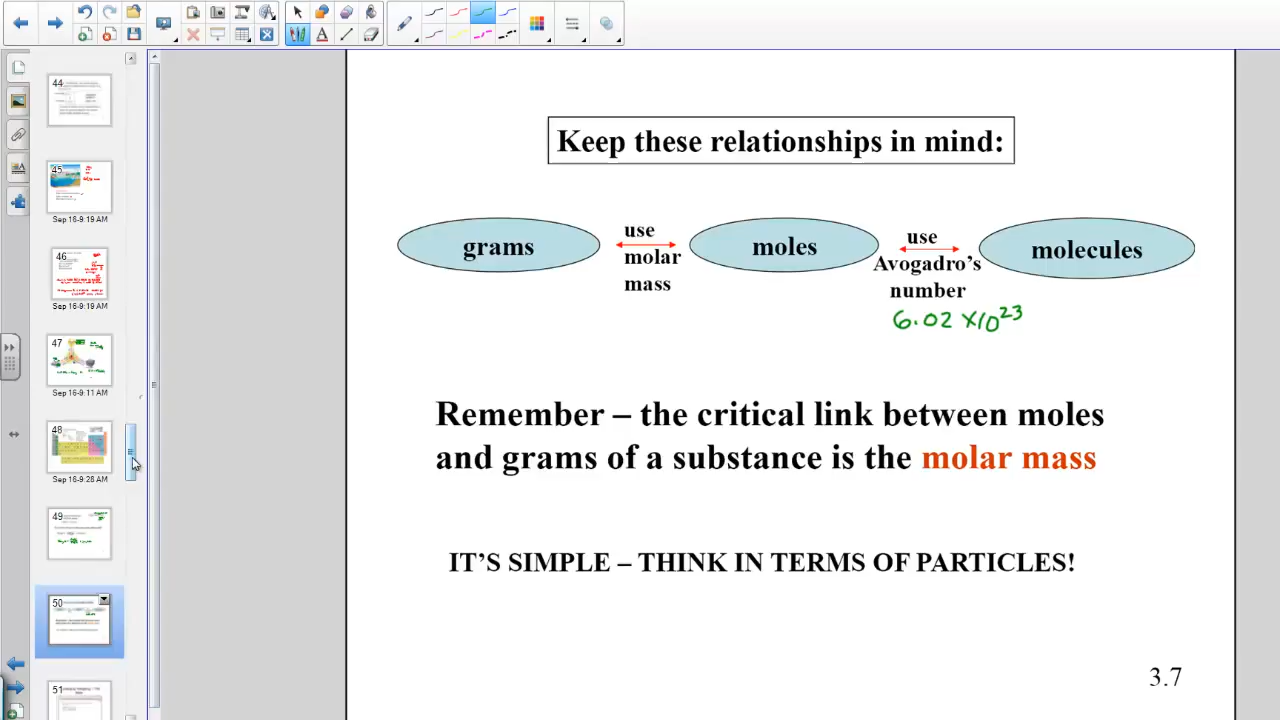 Keep these relationships in mind:
grams
use
molar
mass
moles
use
Avogadro's
number
6.02 x10²³
molecules
Remember – the critical link between moles
and grams of a substance is the molar mass
IT'S SIMPLE – THINK IN TERMS OF PARTICLES!
3.7
44
45
Sep 16-9:19 AM
46
Sep 16-9:19 AM
47
Sep 16-9:11 AM
48
Sep 16-9:28 AM
49
50
51